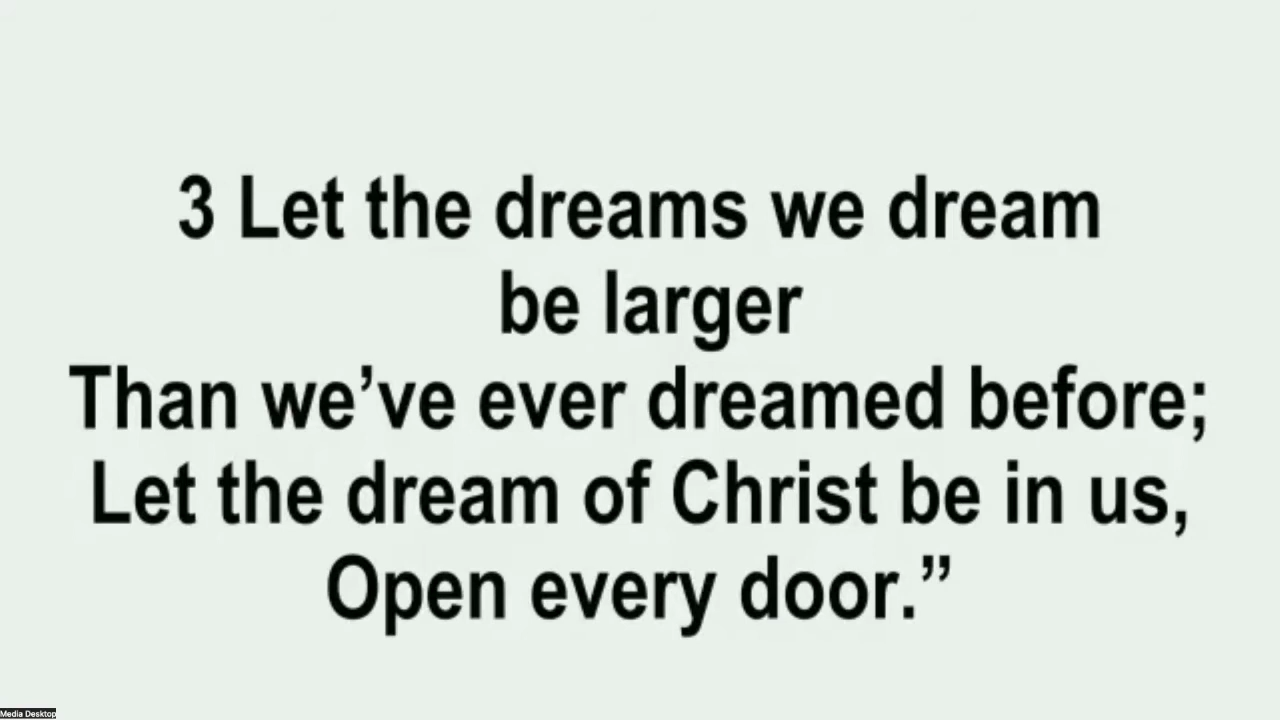 3 Let the dreams we dream
be larger
Than we’ve ever dreamed before;
Let the dream of Christ be in us,
Open every door.”
Media Desktop